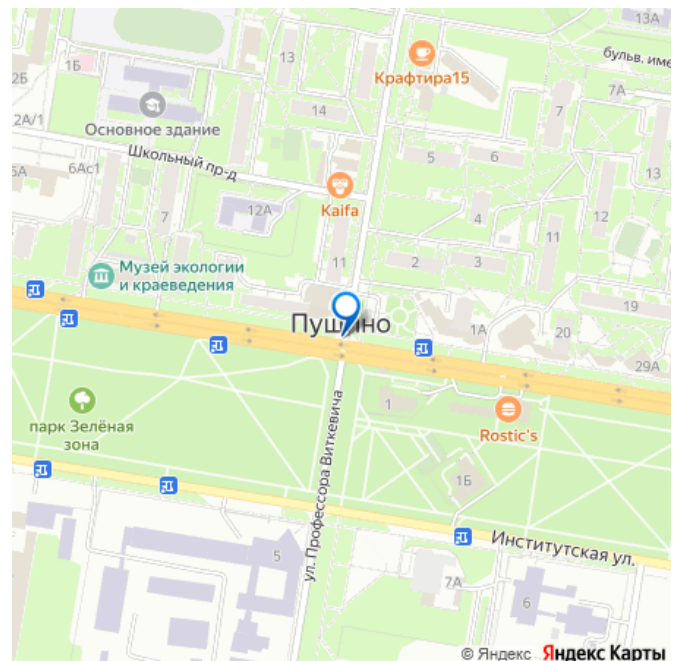 13А
бульв. име
13
Крафтира15
1Б
2Б
7А
7
Основное здание
14
2А/1
Школьный пр-д
5
6
6Ас1
13
5А
Kaifa
7
12А
4
12
11
11
2
3
Музей экологии
и краеведения
19
Пущино
1А
20
29А
1
парк Зелёная
зона
Rostic's
ул. Профессора Виткевича
1Б
Институтская ул.
5
7А
6
© Яндекс Яндекс Карты